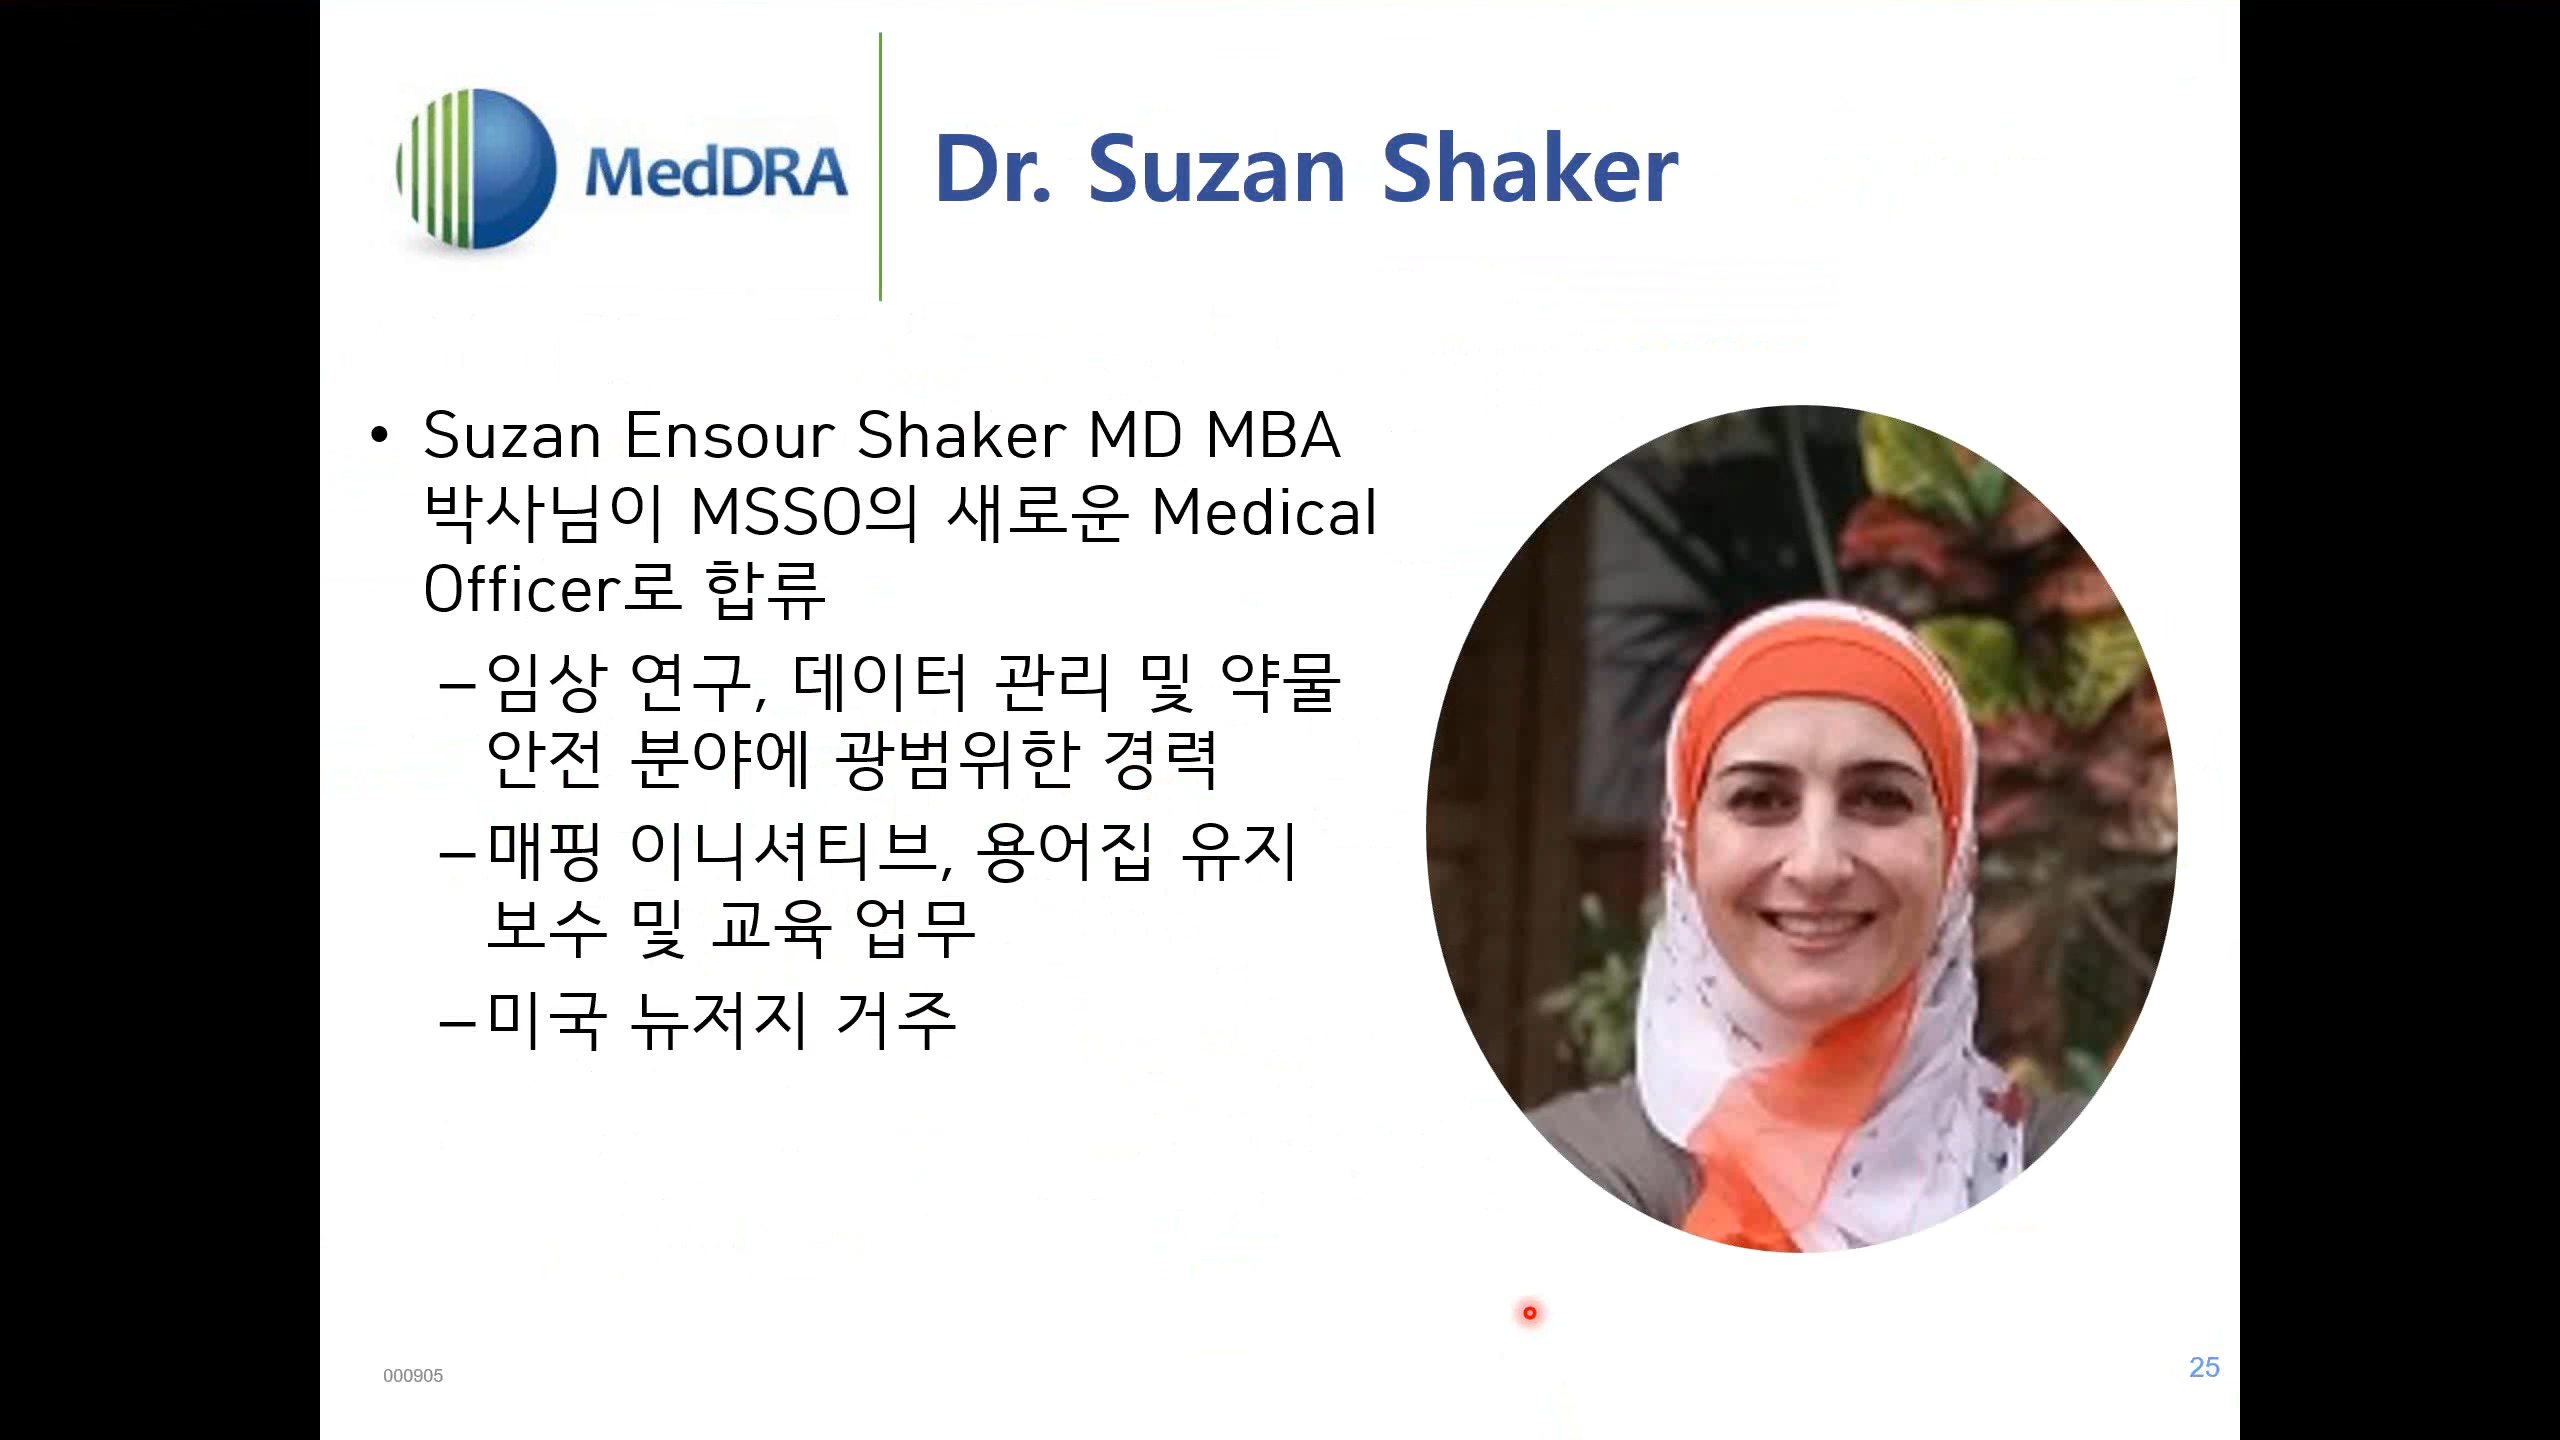 MedDRA
Dr. Suzan Shaker
• Suzan Ensour Shaker MD MBA
박사님이 MSSO의 새로운 Medical
Officer로 합류
–임상 연구, 데이터 관리 및 약물
안전 분야에 광범위한 경력
–매핑 이니셔티브, 용어집 유지
보수 및 교육 업무
–미국 뉴저지 거주
000905
25